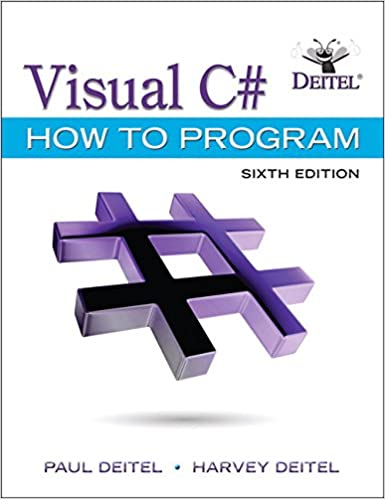 Visual C#
DEITEL®
HOW TO PROGRAM
SIXTH EDITION
PAUL DEITEL • HARVEY DEITEL